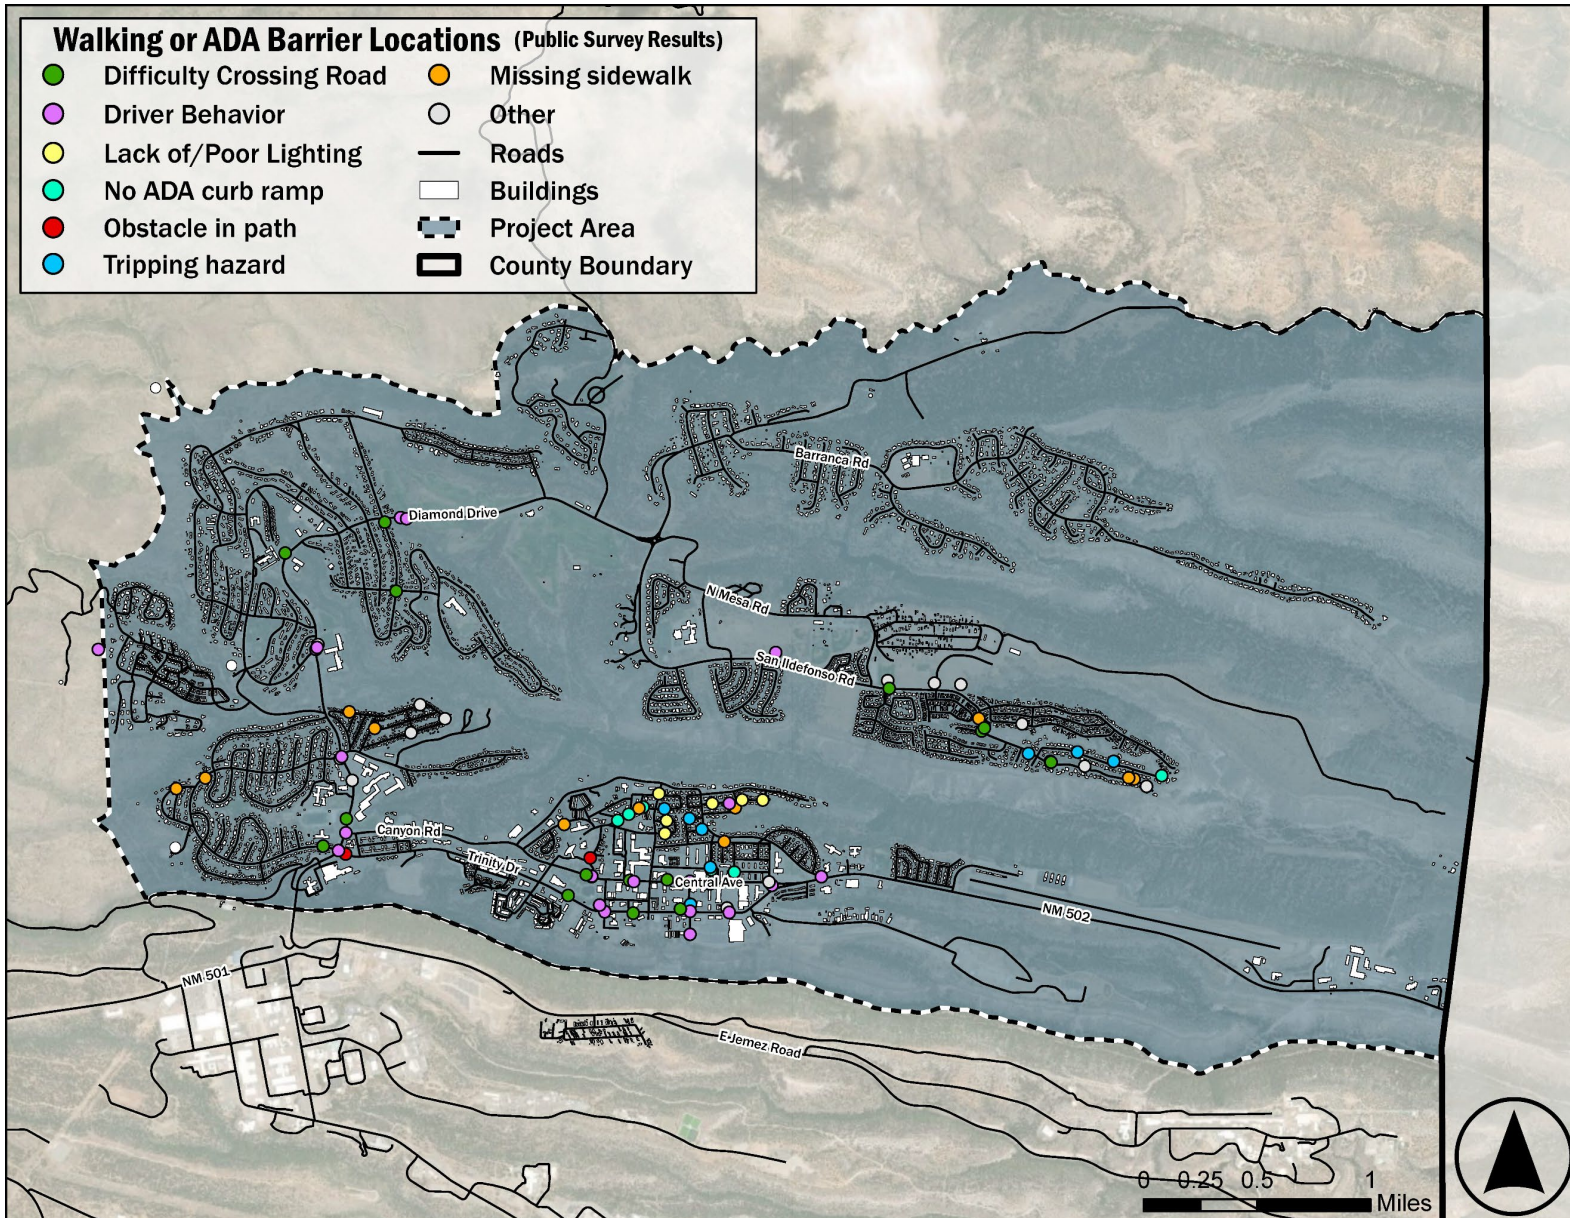 Walking or ADA Barrier Locations (Public Survey Results)
Difficulty Crossing Road
Driver Behavior
Lack of/Poor Lighting
No ADA curb ramp
Obstacle in path
Tripping hazard
Missing sidewalk
Other
Roads
Buildings
Project Area
County Boundary
Barranca Rd
Diamond Drive
N Mesa Rd
San Ildefonso Rd
Canyon Rd
Trinity Dr
Central Ave
NM 502
NM 501
E Jemez Road
0 0.25 0.5 1
Miles